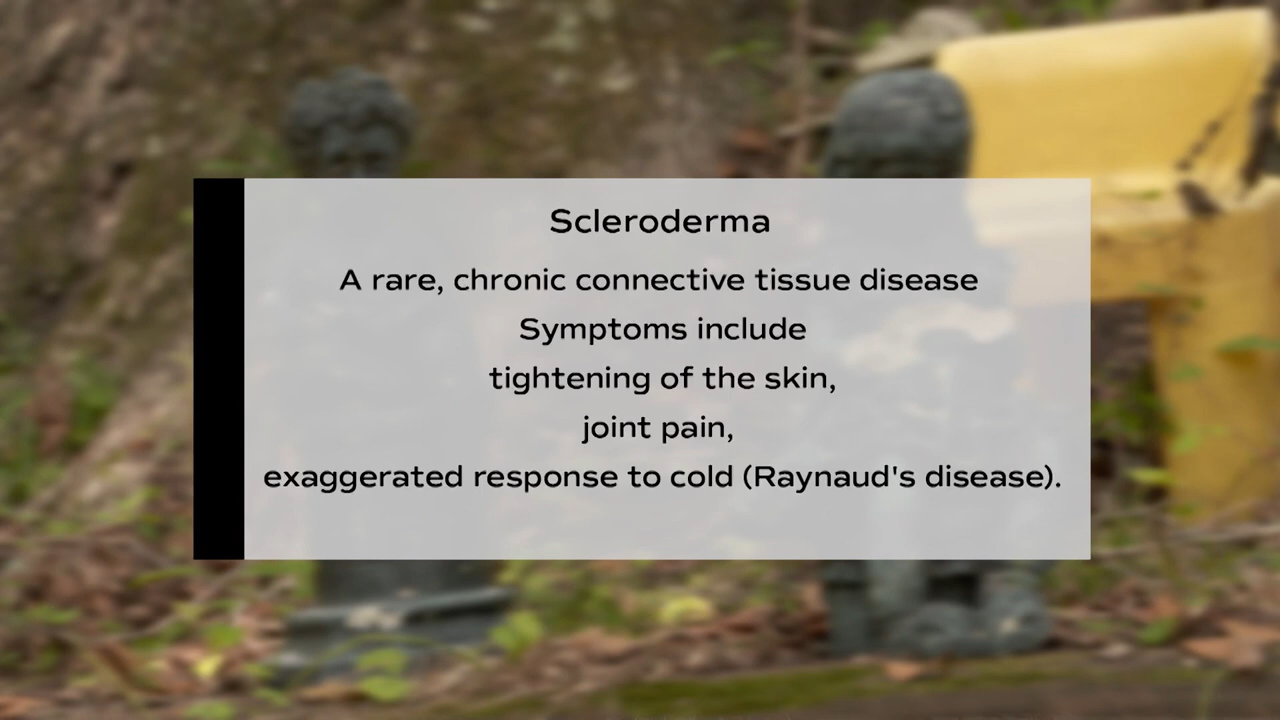 Scleroderma
A rare, chronic connective tissue disease
Symptoms include
tightening of the skin,
joint pain,
exaggerated response to cold (Raynaud's disease).